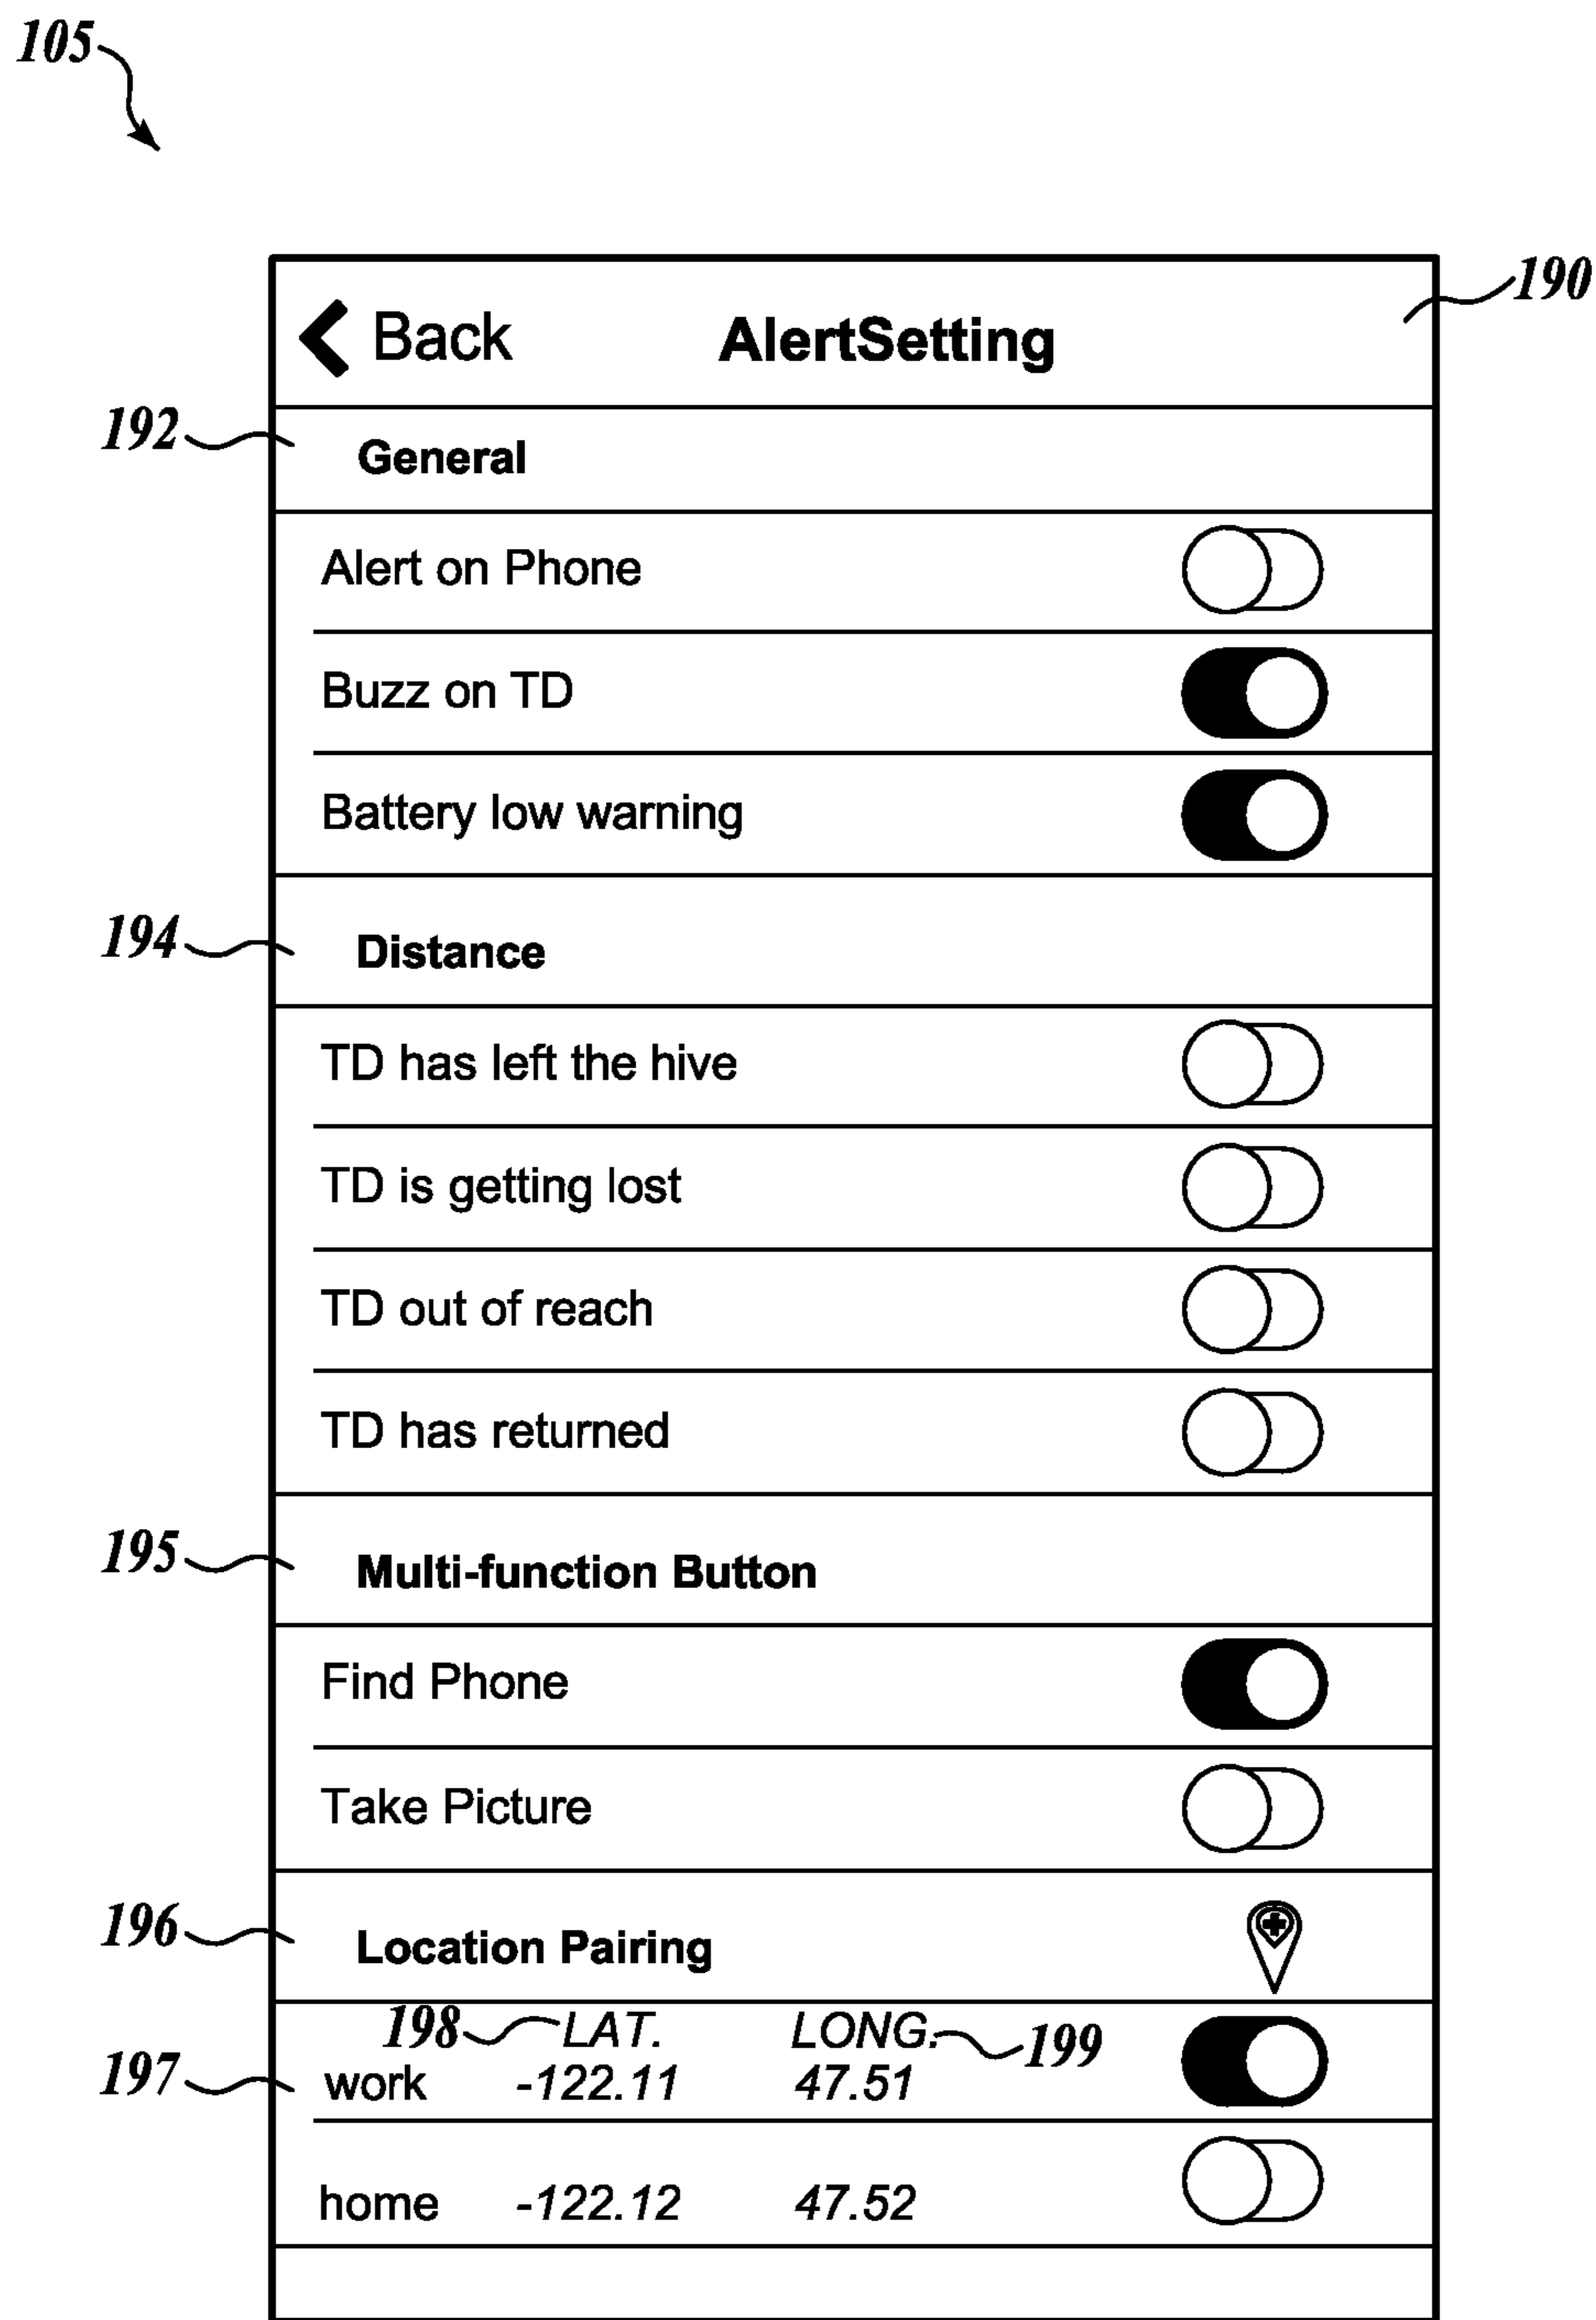 105
190
Back AlertSetting
192 General
Alert on Phone
Buzz on TD
Battery low warning
194 Distance
TD has left the hive
TD is getting lost
TD out of reach
TD has returned
195 Multi-function Button
Find Phone
Take Picture
196 Location Pairing
198 LAT. LONG. 199
197 work -122.11 47.51
home -122.12 47.52